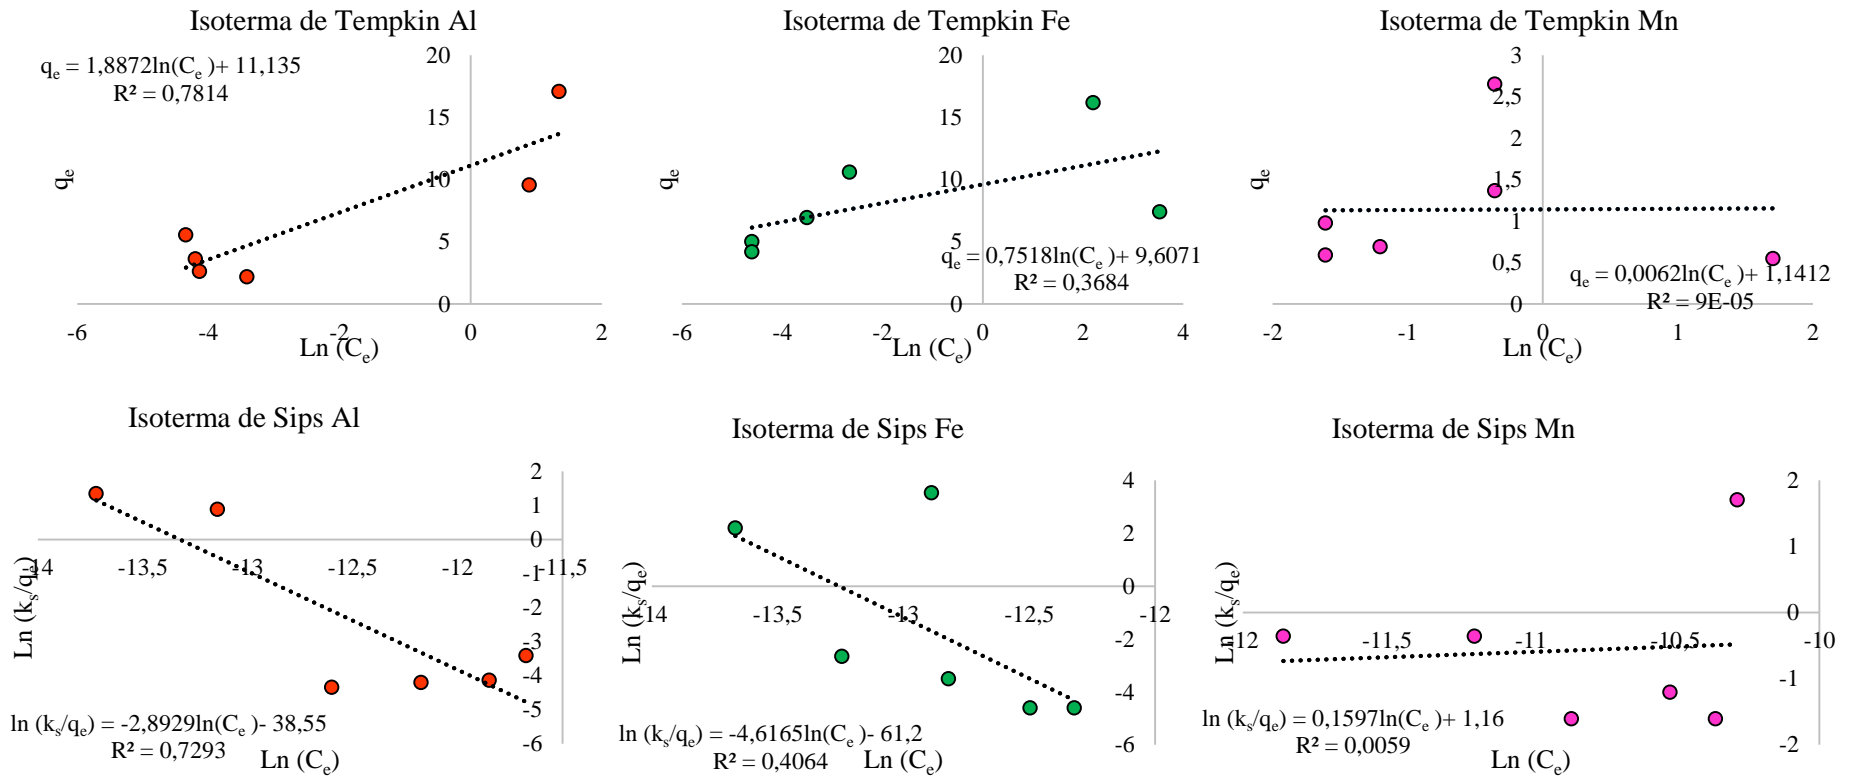 Isoterma de Tempkin Al
qₑ = 1,8872ln(Cₑ )+ 11,135
R² = 0,7814
20
15
10
5
0
-6 -4 -2 0 2
qₑ
Ln (Cₑ)
Isoterma de Tempkin Fe
20
15
10
5
0
qₑ = 0,7518ln(Cₑ )+ 9,6071
R² = 0,3684
-6 -4 -2 0 2 4
qₑ
Ln (Cₑ)
Isoterma de Tempkin Mn
3
2,5
2
1,5
1
0,5
0
qₑ = 0,0062ln(Cₑ )+ 1,1412
R² = 9E-05
-2 -1 0 1 2
qₑ
Ln (Cₑ)
Isoterma de Sips Al
2
1
0
-1
-2
-3
-4
-5
-6
-14 -13,5 -13 -12,5 -12 -11,5
Ln (kₛ/qₑ)
ln (kₛ/qₑ) = -2,8929ln(Cₑ )- 38,55
R² = 0,7293
Ln (Cₑ)
Isoterma de Sips Fe
4
2
0
-2
-4
-6
-14 -13,5 -13 -12,5 -12
Ln (kₛ/qₑ)
ln (kₛ/qₑ) = -4,6165ln(Cₑ )- 61,2
R² = 0,4064
Ln (Cₑ)
Isoterma de Sips Mn
2
1
0
-1
-2
-12 -11,5 -11 -10,5 -10
Ln (kₛ/qₑ)
ln (kₛ/qₑ) = 0,1597ln(Cₑ )+ 1,16
R² = 0,0059
Ln (Cₑ)